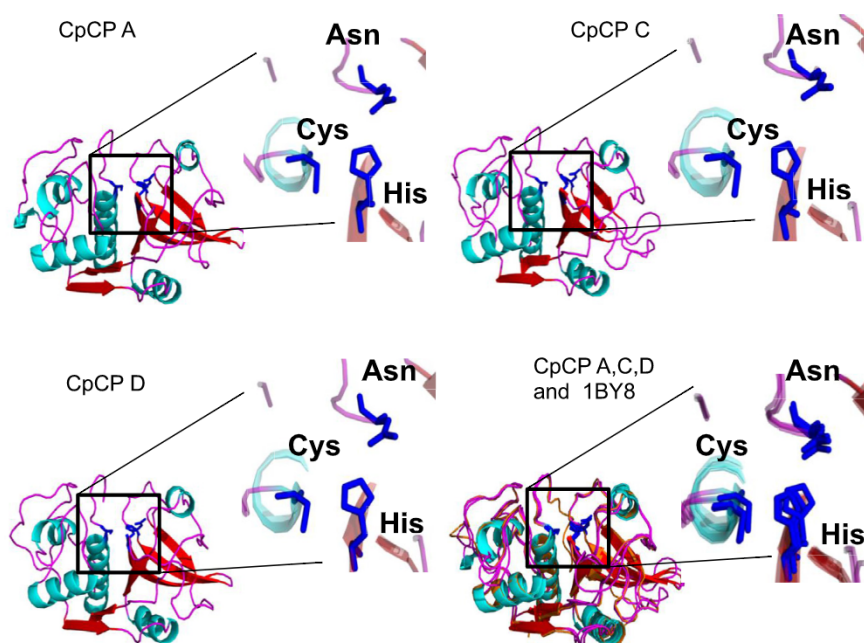 CpCP A
Asn
Cys
His
CpCP C
Asn
Cys
His
CpCP D
Asn
Cys
His
CpCP A,C,D
and 1BY8
Asn
Cys
His